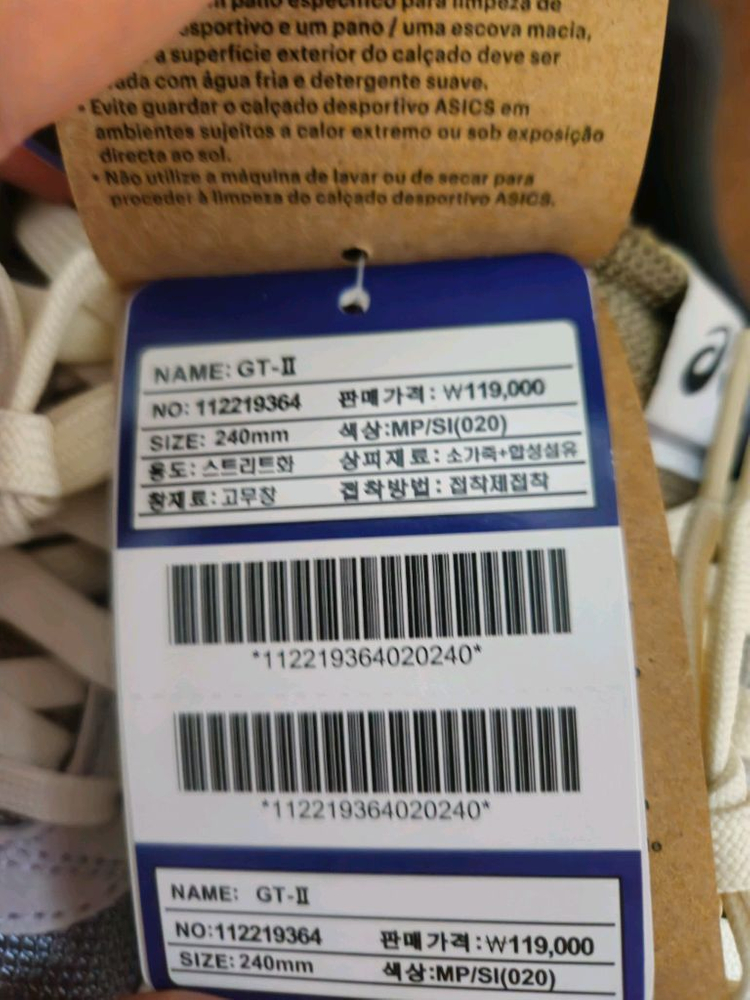 pano específico para limpeza de
esportivo e um pano / uma escova macia,
a superfície exterior do calçado deve ser
com água fria e detergente suave.
• Evite guardar o calçado desportivo ASICS em
ambientes sujeitos a calor extremo ou sob exposição
directa ao sol.
• Não utilize a máquina de lavar ou de secar para
proceder à limpeza do calçado desportivo ASICS.
NAME: GT-Ⅱ
NO: 112219364 판매가격: ₩119,000
SIZE: 240mm 색상:MP/SI(020)
용도: 스트리트화 상피재료: 소가죽+합성섬유
창재료: 고무창 접착방법: 접착제접착
*112219364020240*
*112219364020240*
NAME: GT-Ⅱ
NO:112219364 판매가격:₩119,000
SIZE: 240mm 색상:MP/SI(020)